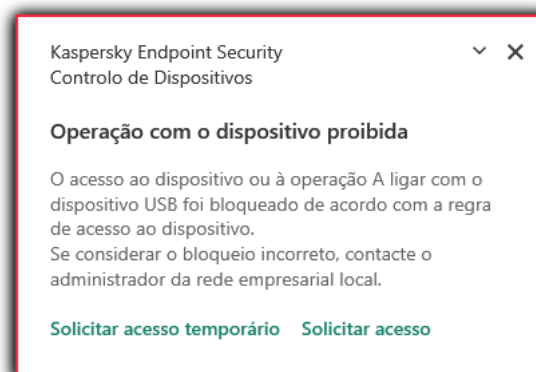 Kaspersky Endpoint Security
Controlo de Dispositivos
Operação com o dispositivo proibida
O acesso ao dispositivo ou à operação A ligar com o
dispositivo USB foi bloqueado de acordo com a regra
de acesso ao dispositivo.
Se considerar o bloqueio incorreto, contacte o
administrador da rede empresarial local.
Solicitar acesso temporário Solicitar acesso